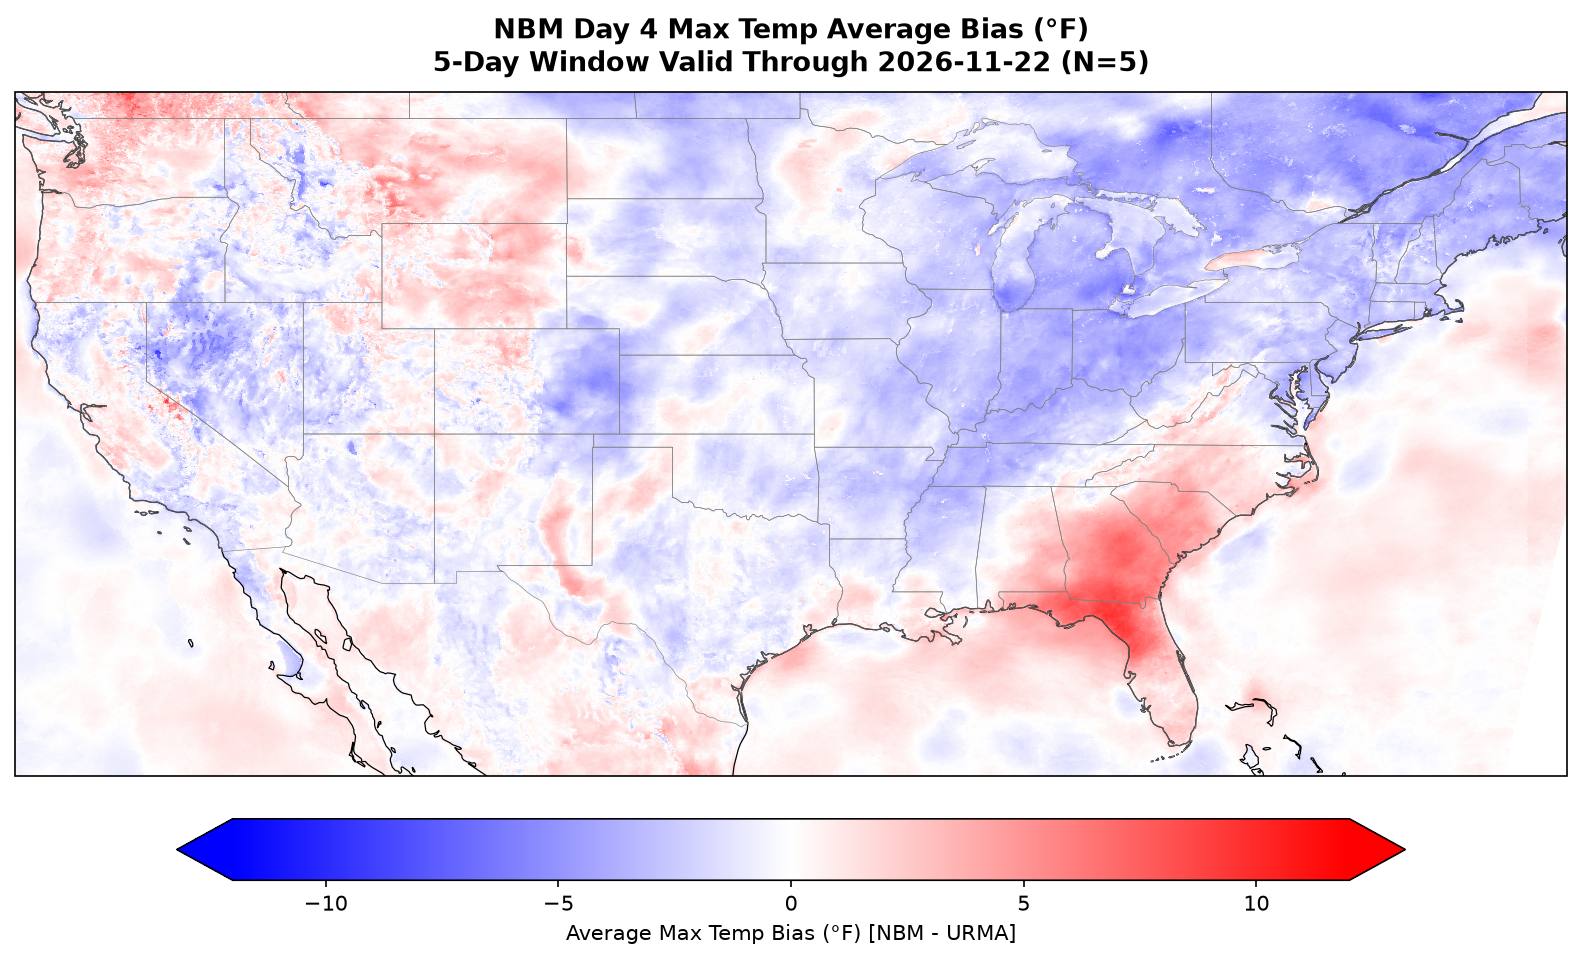 NBM Day 4 Max Temp Average Bias (°F)
5-Day Window Valid Through 2026-11-22 (N=5)
−10 −5 0 5 10
Average Max Temp Bias (°F) [NBM - URMA]